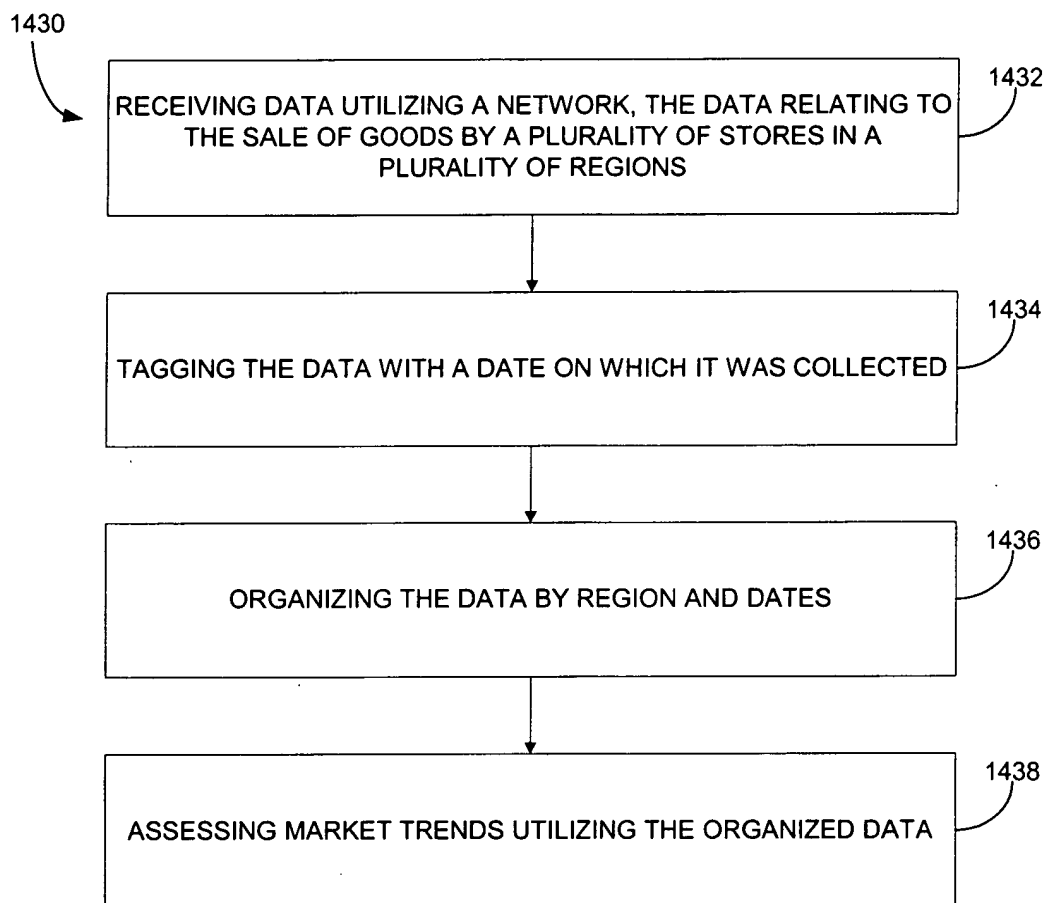 1430
1432
RECEIVING DATA UTILIZING A NETWORK, THE DATA RELATING TO
THE SALE OF GOODS BY A PLURALITY OF STORES IN A
PLURALITY OF REGIONS
1434
TAGGING THE DATA WITH A DATE ON WHICH IT WAS COLLECTED
1436
ORGANIZING THE DATA BY REGION AND DATES
1438
ASSESSING MARKET TRENDS UTILIZING THE ORGANIZED DATA